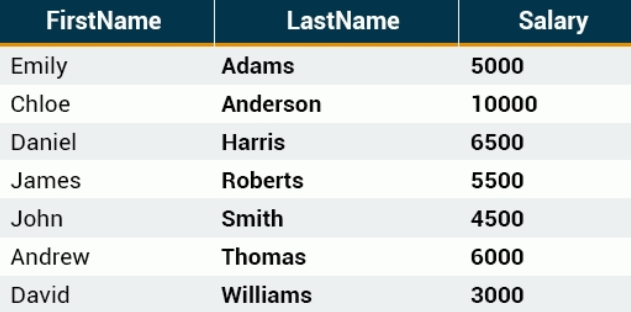 FirstName LastName Salary
Emily Adams 5000
Chloe Anderson 10000
Daniel Harris 6500
James Roberts 5500
John Smith 4500
Andrew Thomas 6000
David Williams 3000